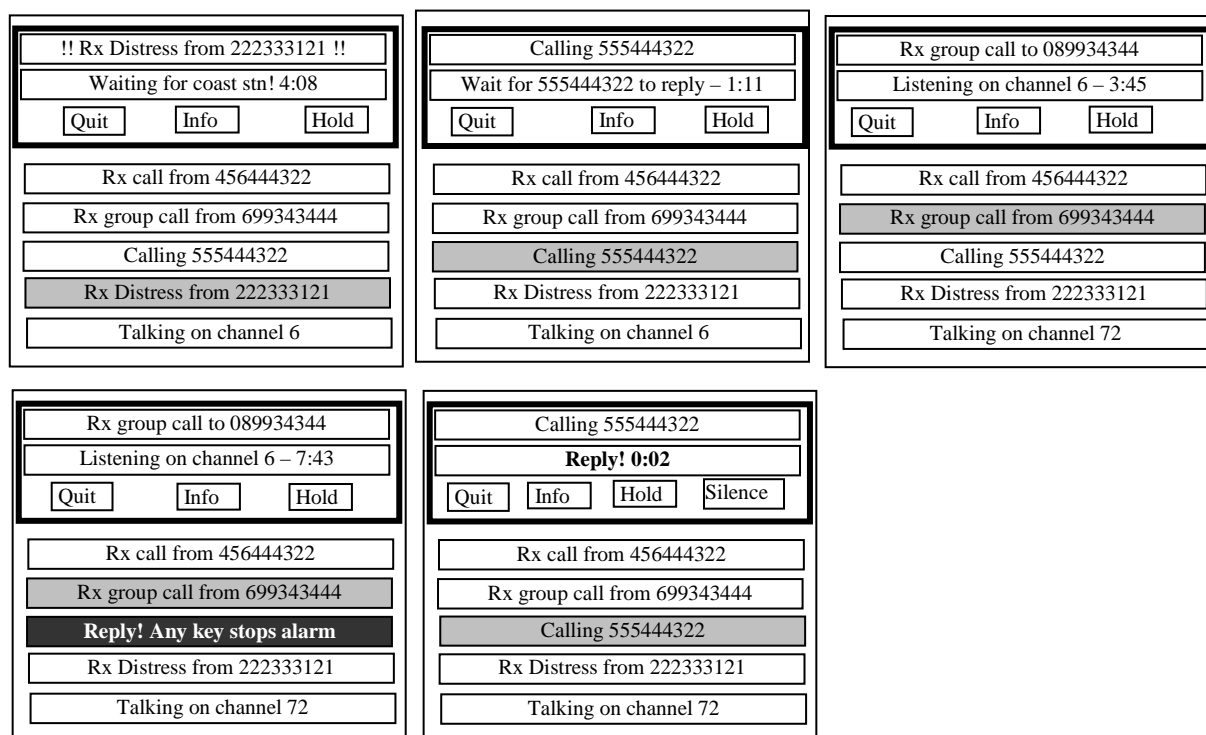 !! Rx Distress from 222333121 !!
Waiting for coast stn! 4:08
Quit Info Hold
Rx call from 456444322
Rx group call from 699343444
Calling 555444322
Rx Distress from 222333121
Talking on channel 6
Calling 555444322
Wait for 555444322 to reply – 1:11
Quit Info Hold
Rx call from 456444322
Rx group call from 699343444
Calling 555444322
Rx Distress from 222333121
Talking on channel 6
Rx group call to 089934344
Listening on channel 6 – 3:45
Quit Info Hold
Rx call from 456444322
Rx group call from 699343444
Calling 555444322
Rx Distress from 222333121
Talking on channel 72
Rx group call to 089934344
Listening on channel 6 – 7:43
Quit Info Hold
Rx call from 456444322
Rx group call from 699343444
Reply! Any key stops alarm
Rx Distress from 222333121
Talking on channel 72
Calling 555444322
Reply! 0:02
Quit Info Hold Silence
Rx call from 456444322
Rx group call from 699343444
Calling 555444322
Rx Distress from 222333121
Talking on channel 72